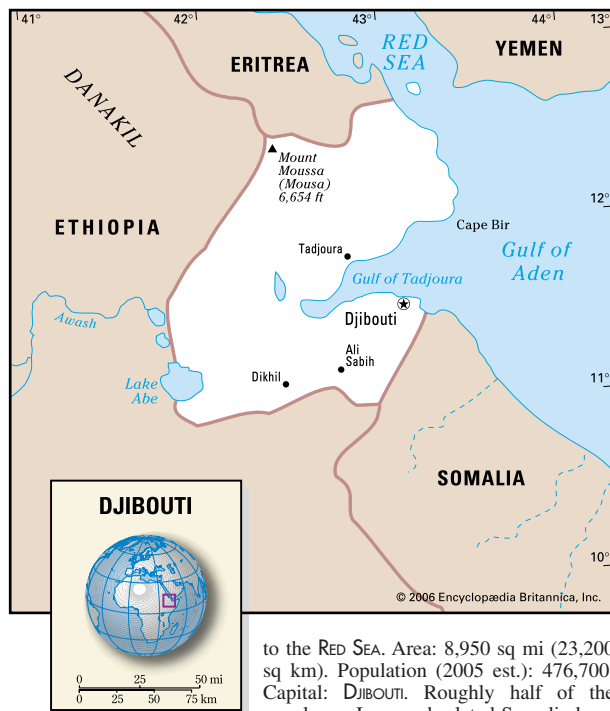 41°
42°
43°
44°
13°
RED
SEA
YEMEN
ERITREA
DANAKIL
Mount
Moussa
(Mousa)
6,654 ft
12°
ETHIOPIA
Cape Bir
Tadjoura
Gulf of
Aden
Gulf of Tadjoura
Awash
Djibouti
Ali
Sabih
Dikhil
Lake
Abe
11°
SOMALIA
DJIBOUTI
10°
© 2006 Encyclopædia Britannica, Inc.
0 25 50 mi
0 25 50 75 km
to the RED SEA. Area: 8,950 sq mi (23,200
sq km). Population (2005 est.): 476,700
Capital: DJIBOUTI. Roughly half of the